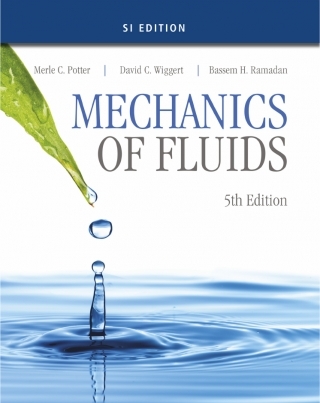 SI EDITION
Merle C. Potter | David C. Wiggert | Bassem H. Ramadan
MECHANICS
OF FLUIDS
5th Edition